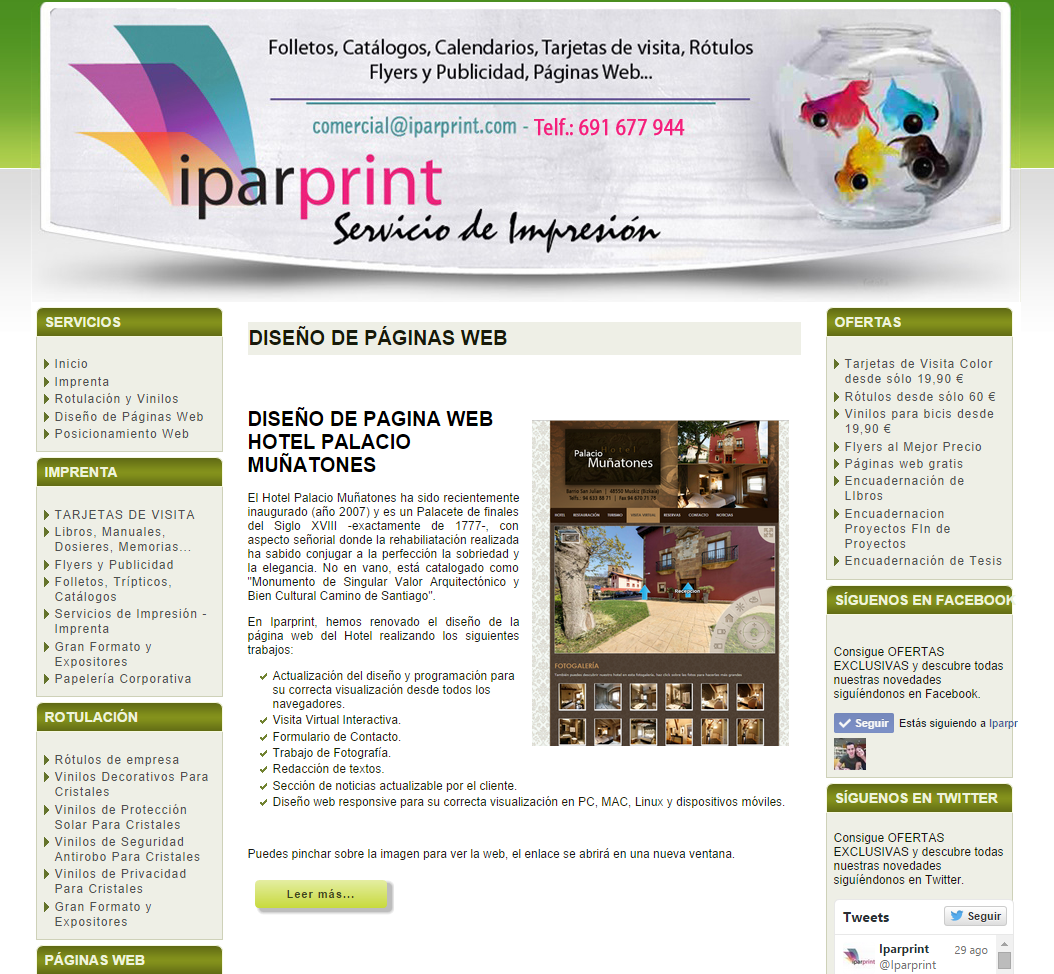 Folletos, Catálogos, Calendarios, Tarjetas de visita, Rótulos
Flyers y Publicidad, Páginas Web...
comercial@iparprint.com - Telf.: 691 677 944
iparprint
Servicio de Impresión
SERVICIOS
Inicio
Imprenta
Rotulación y Vinilos
Diseño de Páginas Web
Posicionamiento Web
IMPRENTA
TARJETAS DE VISITA
Libros, Manuales,
Dosieres, Memorias...
Flyers y Publicidad
Folletos, Trípticos,
Catálogos
Servicios de Impresión -
Imprenta
Gran Formato y
Expositores
Papelería Corporativa
ROTULACIÓN
Rótulos de empresa
Vinilos Decorativos Para
Cristales
Vinilos de Protección
Solar Para Cristales
Vinilos de Seguridad
Antirobo Para Cristales
Vinilos de Privacidad
Para Cristales
Gran Formato y
Expositores
PÁGINAS WEB
DISEÑO DE PÁGINAS WEB
DISEÑO DE PAGINA WEB
HOTEL PALACIO
MUÑATONES
El Hotel Palacio Muñatones ha sido recientemente
inaugurado (año 2007) y es un Palacete de finales
del Siglo XVIII -exactamente de 1777-, con
aspecto señorial donde la rehabiliatación realizada
ha sabido conjugar a la perfección la sobriedad y
la elegancia. No en vano, está catalogado como
"Monumento de Singular Valor Arquitectónico y
Bien Cultural Camino de Santiago".
En Iparprint, hemos renovado el diseño de la
página web del Hotel realizando los siguientes
trabajos:
Actualización del diseño y programación para
su correcta visualización desde todos los
navegadores.
Visita Virtual Interactiva.
Formulario de Contacto.
Trabajo de Fotografía.
Redacción de textos.
Sección de noticias actualizable por el cliente.
Diseño web responsive para su correcta visualización en PC, MAC, Linux y dispositivos móviles.
Puedes pinchar sobre la imagen para ver la web, el enlace se abrirá en una nueva ventana.
Leer más...
Hotel
Palacio
Muñatones
HOTEL RESTAURACIÓN TURISMO VISITA VIRTUAL RESERVAS CONTACTO NOTICIAS
Recepción
FOTOGALERÍA
OFERTAS
Tarjetas de Visita Color
desde sólo 19,90 €
Rótulos desde sólo 60 €
Vinilos para bicis desde
19,90 €
Flyers al Mejor Precio
Páginas web gratis
Encuadernación de
LIbros
Encuadernacion
Proyectos FIn de
Proyectos
Encuadernación de Tesis
SÍGUENOS EN FACEBOOK
Consigue OFERTAS
EXCLUSIVAS y descubre todas
nuestras novedades
siguiéndonos en Facebook.
Seguir Estás siguiendo a Iparpr
SÍGUENOS EN TWITTER
Consigue OFERTAS
EXCLUSIVAS y descubre todas
nuestras novedades
siguiéndonos en Twitter.
Tweets Seguir
Iparprint 29 ago
@Iparprint
iparprint